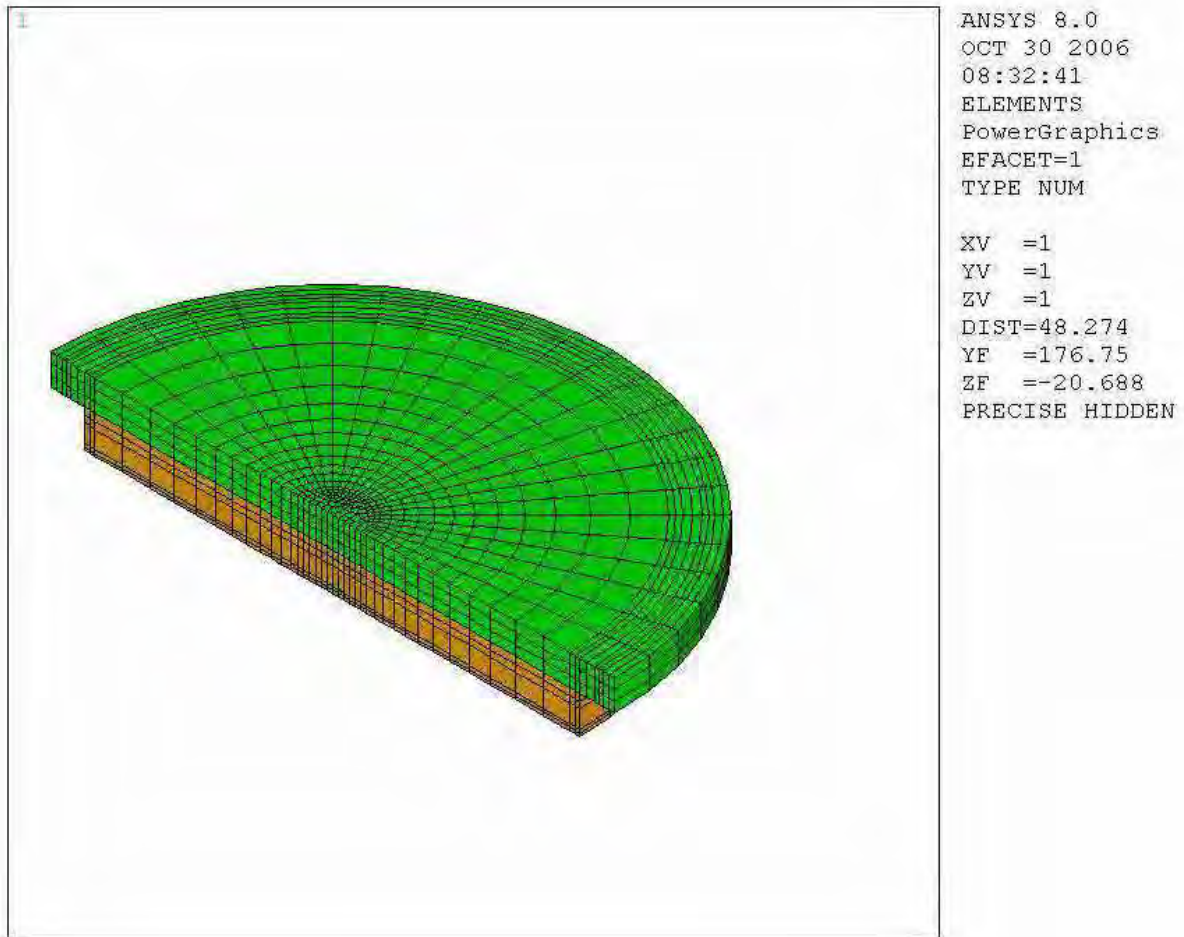 1
ANSYS 8.0
OCT 30 2006
08:32:41
ELEMENTS
PowerGraphics
EFACET=1
TYPE NUM
XV =1
YV =1
ZV =1
DIST=48.274
YF =176.75
ZF =-20.688
PRECISE HIDDEN